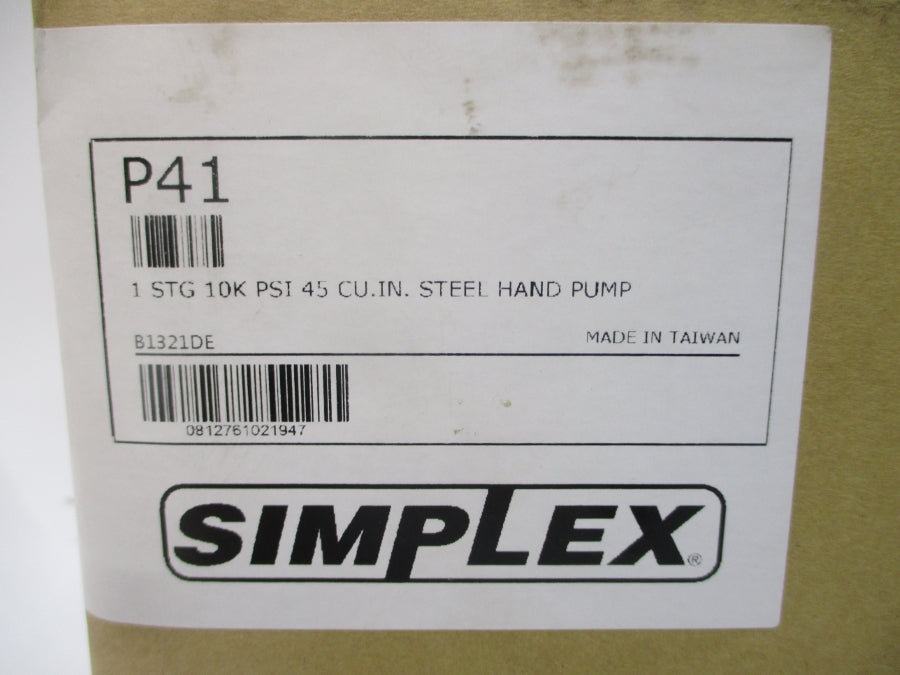 P41
1 STG 10K PSI 45 CU.IN. STEEL HAND PUMP
B1321DE
MADE IN TAIWAN
0812761021947
SIMPLEX®